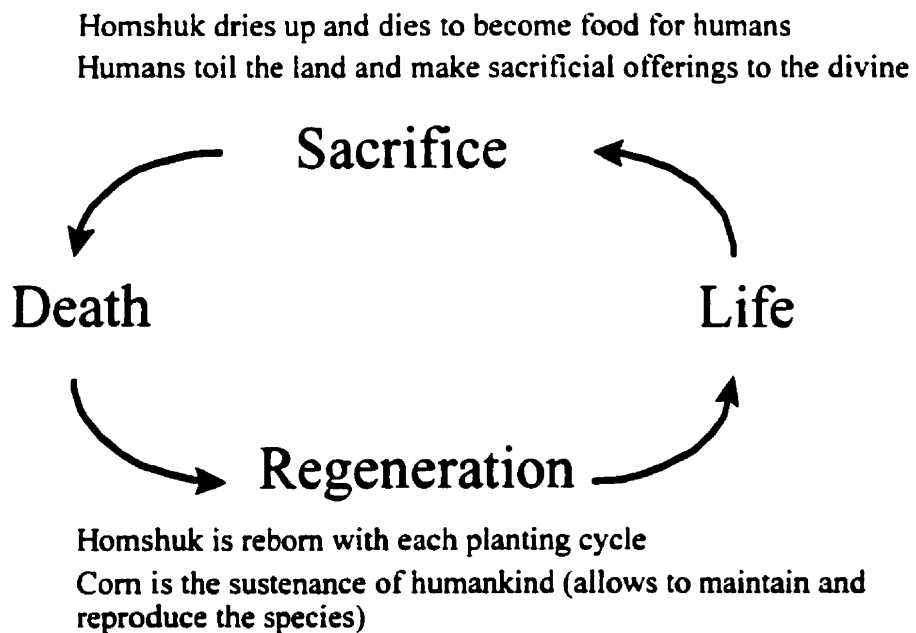 Homshuk dries up and dies to become food for humans
Humans toil the land and make sacrificial offerings to the divine
Sacrifice
Death
Life
Regeneration
Homshuk is reborn with each planting cycle
Corn is the sustenance of humankind (allows to maintain and
reproduce the species)